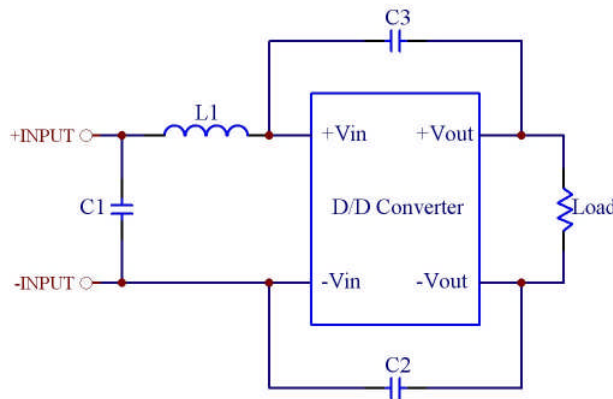 C3
L1
+INPUT
+Vin
+Vout
C1
D/D Converter
Load
-INPUT
-Vin
-Vout
C2